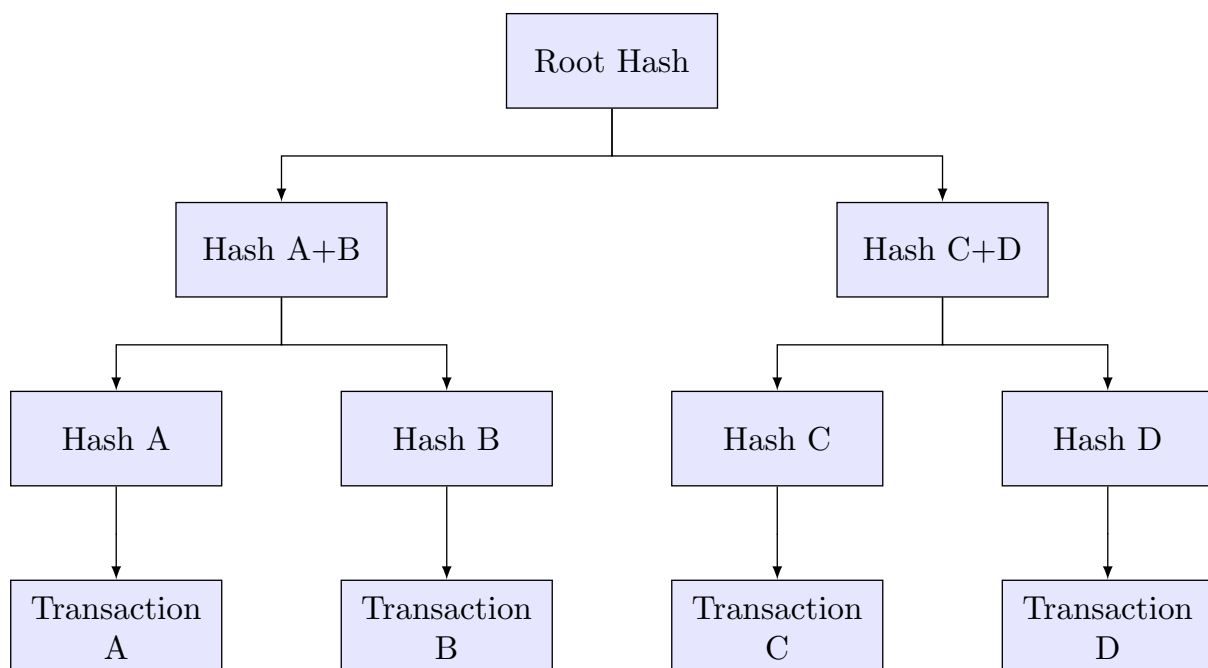 Root Hash
Hash A+B
Hash C+D
Hash A
Hash B
Hash C
Hash D
Transaction
A
Transaction
B
Transaction
C
Transaction
D